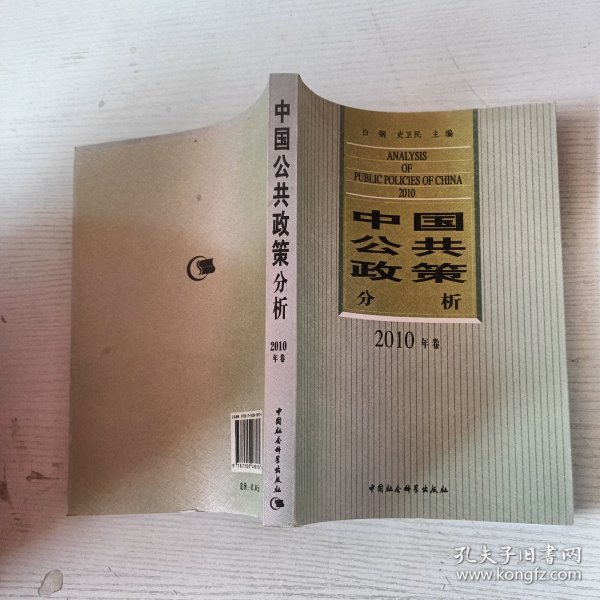 白钢 史卫民 主编
ANALYSIS
OF
PUBLIC POLICIES OF CHINA
2010
中国
公共
政策
分析
2010年卷
中国社会科学出版社
中国公共政策分析
2010
年卷
中国社会科学出版社
孔夫子旧书网
www.kongfz.com